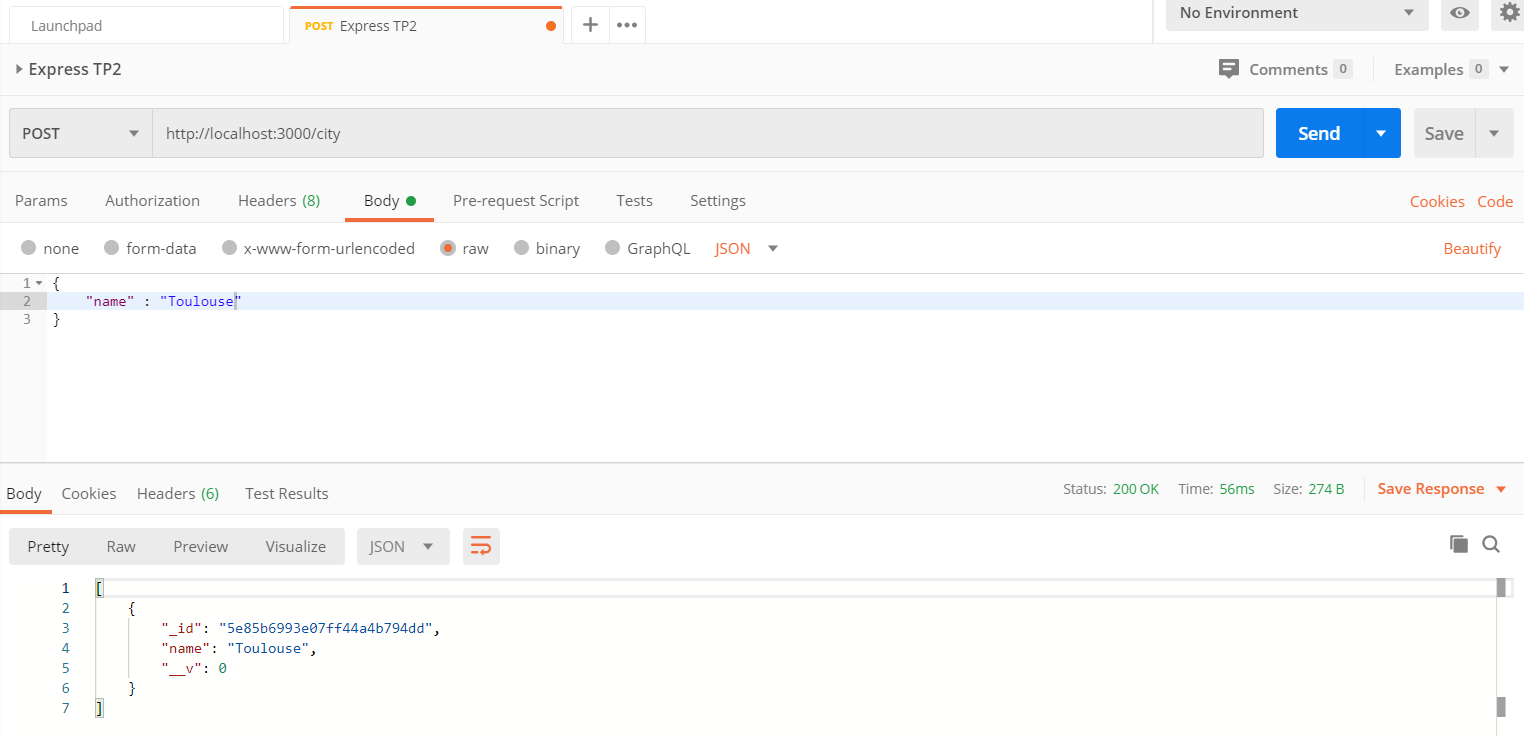 Launchpad
POST Express TP2
No Environment
Express TP2
Comments 0
Examples 0
POST
http://localhost:3000/city
Send
Save
Params Authorization Headers (8) Body Pre-request Script Tests Settings
Cookies Code
none form-data x-www-form-urlencoded raw binary GraphQL JSON
Beautify
1 {
2 "name" : "Toulouse"
3 }
Body Cookies Headers (6) Test Results
Status: 200 OK Time: 56ms Size: 274 B
Save Response
Pretty Raw Preview Visualize
JSON
1 [
2 {
3 "_id": "5e85b6993e07ff44a4b794dd",
4 "name": "Toulouse",
5 "__v": 0
6 }
7 ]